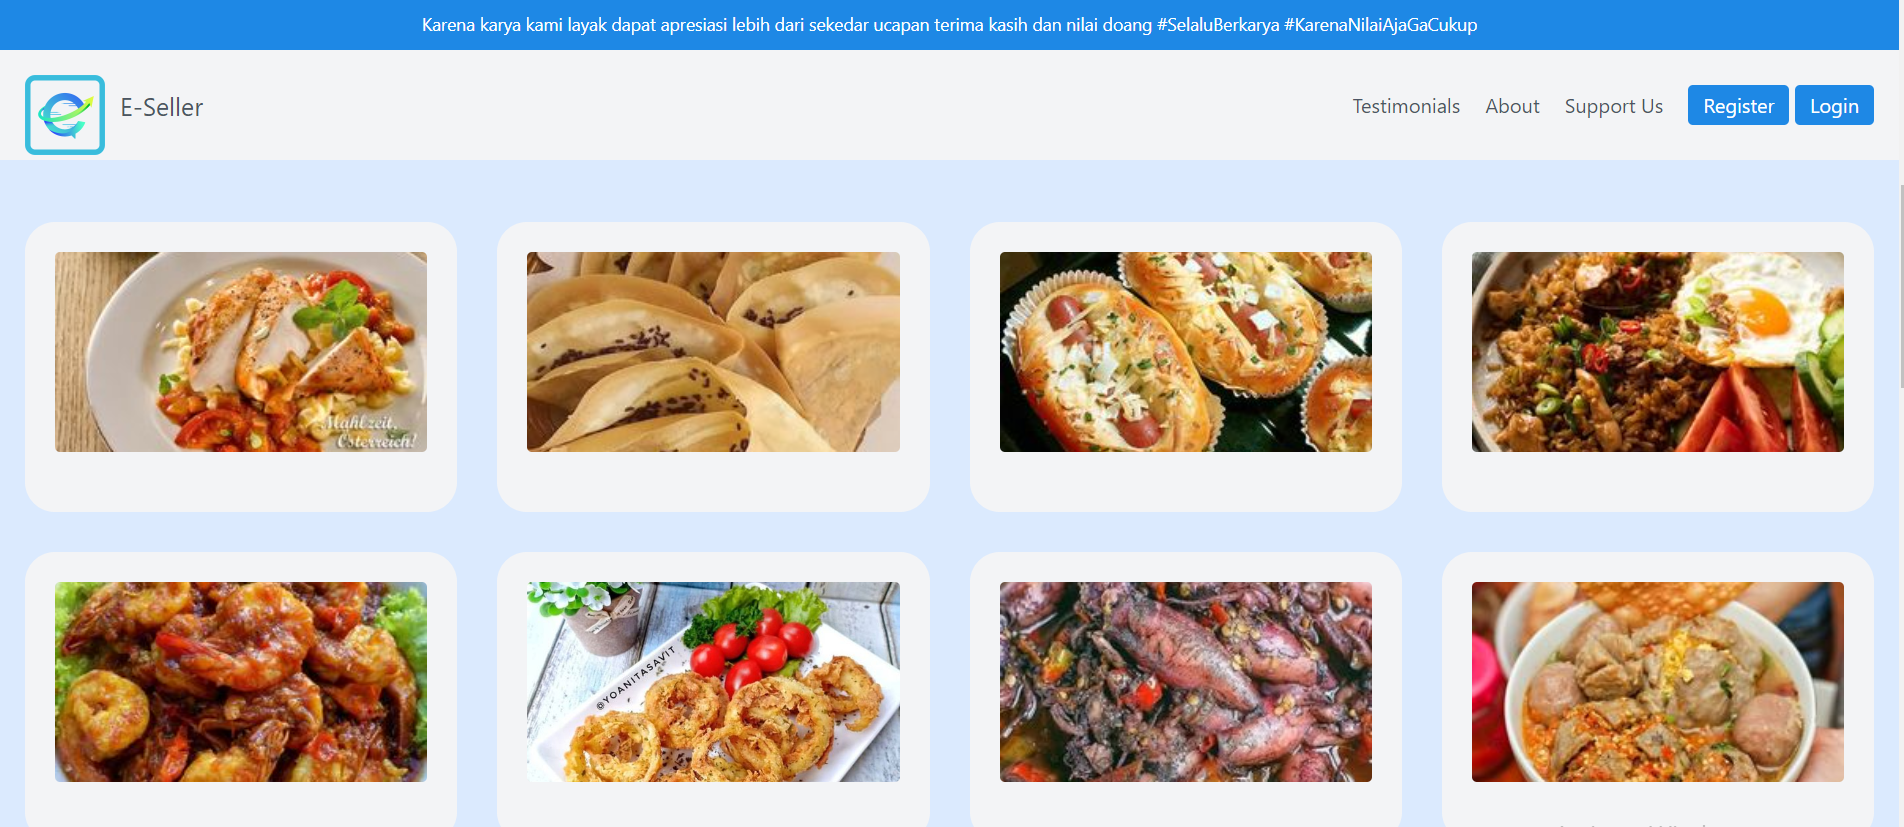 Karena karya kami layak dapat apresiasi lebih dari sekedar ucapan terima kasih dan nilai doang #SelaluBerkarya #KarenaNilaiAjaGaCukup
E-Seller
Testimonials
About
Support Us
Register
Login
Mahlzeit,
Österreich!
@YOANITASAVIT